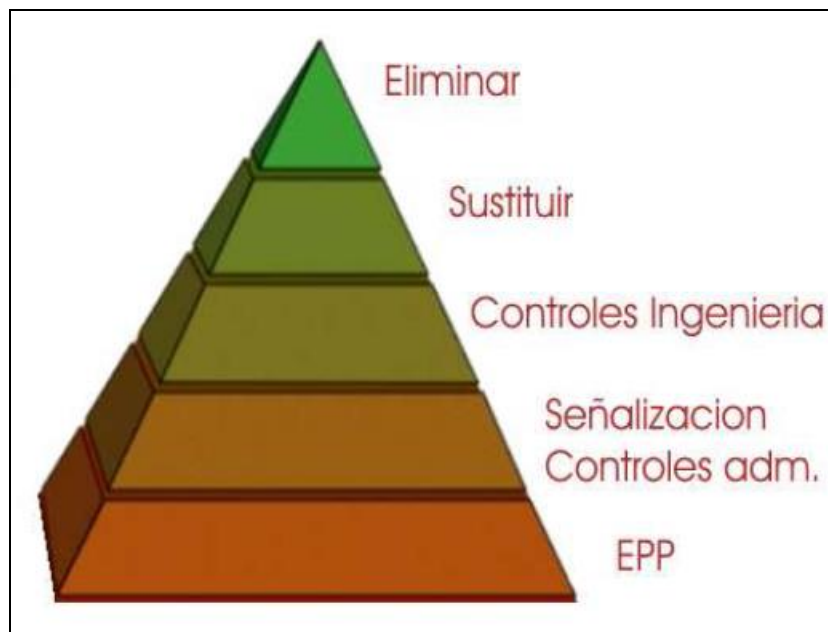 Eliminar
Sustituir
Controles Ingenieria
Señalizacion
Controles adm.
EPP